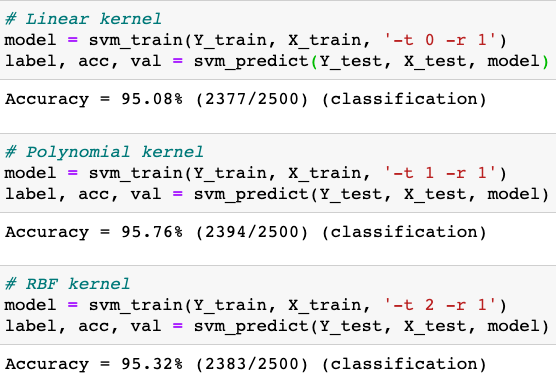 # Linear kernel
model = svm_train(Y_train, X_train, '-t 0 -r 1')
label, acc, val = svm_predict(Y_test, X_test, model)
Accuracy = 95.08% (2377/2500) (classification)
# Polynomial kernel
model = svm_train(Y_train, X_train, '-t 1 -r 1')
label, acc, val = svm_predict(Y_test, X_test, model)
Accuracy = 95.76% (2394/2500) (classification)
# RBF kernel
model = svm_train(Y_train, X_train, '-t 2 -r 1')
label, acc, val = svm_predict(Y_test, X_test, model)
Accuracy = 95.32% (2383/2500) (classification)